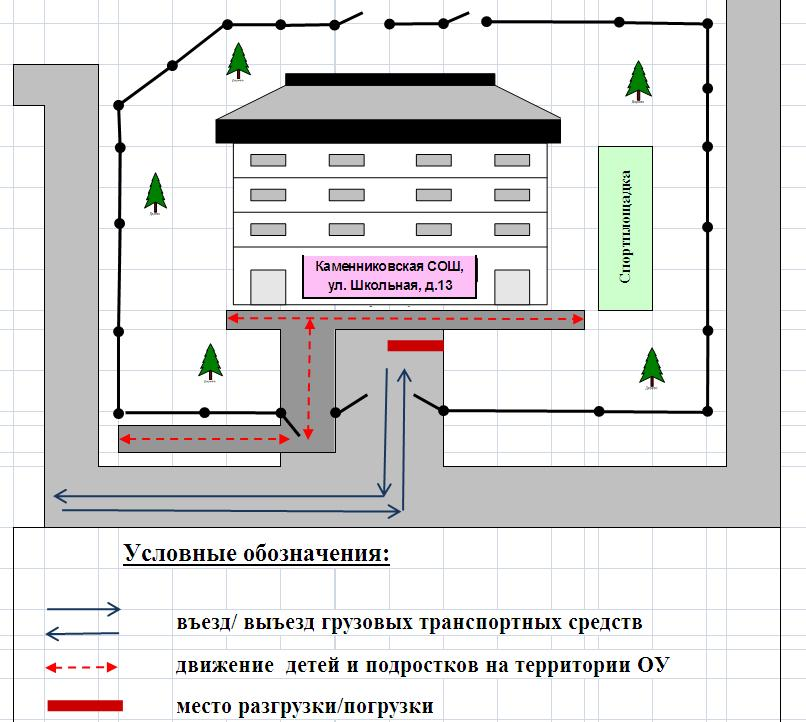 Каменниковская СОШ,
ул. Школьная, д.13
Спортплощадка
Условные обозначения:
въезд/ выъезд грузовых транспортных средств
движение детей и подростков на территории ОУ
место разгрузки/погрузки